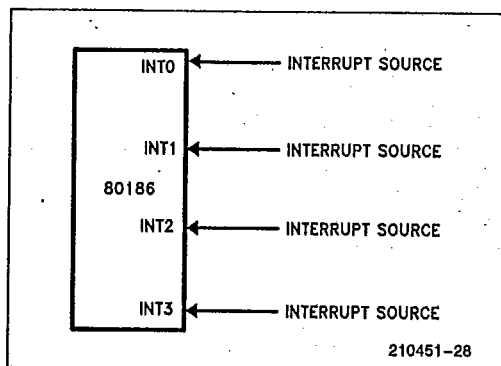 INT0 INTERRUPT SOURCE
INT1 INTERRUPT SOURCE
80186
INT2 INTERRUPT SOURCE
INT3 INTERRUPT SOURCE
210451-28